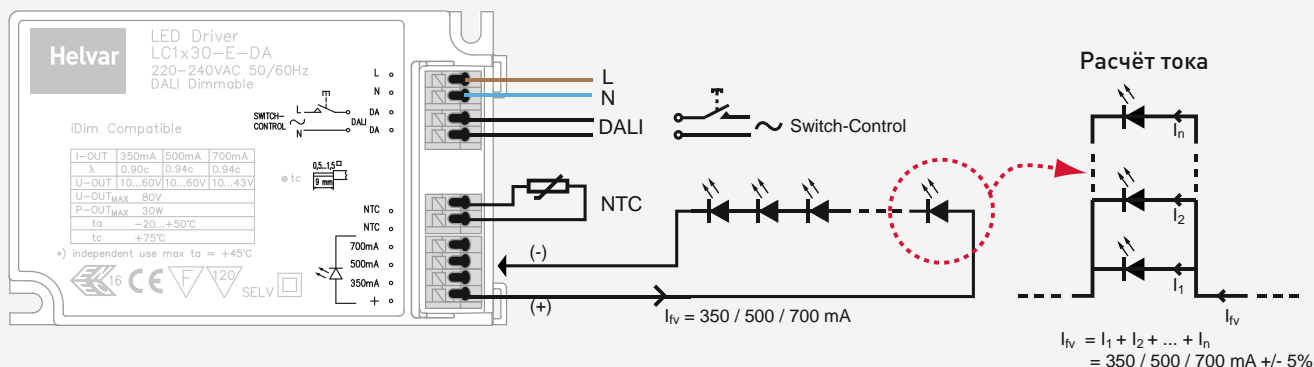 Helvar
LED Driver
LC1x30-E-DA
220-240VAC 50/60Hz
DALI Dimmable
iDim Compatible
I-OUT 350mA 500mA 700mA
λ 0.90c 0.94c 0.94c
U-OUT 10...60V 10...60V 10...43V
U-OUTMAX 80V
P-OUTMAX 30W
ta -20...+50°C
tc +75°C
*) independent use max ta = +45°C
16
F
120
SELV
SWITCH-
CONTROL
L
N
DALI
L
N
DA
DA
tc
0,5...1,5
9 mm
NTC
NTC
700mA
500mA
350mA
+
L
N
DALI
Switch-Control
NTC
(-)
(+)
Ifv = 350 / 500 / 700 mA
Расчёт тока
In
I2
I1
Ifv
Ifv = I1 + I2 + ... + In
= 350 / 500 / 700 mA +/- 5%